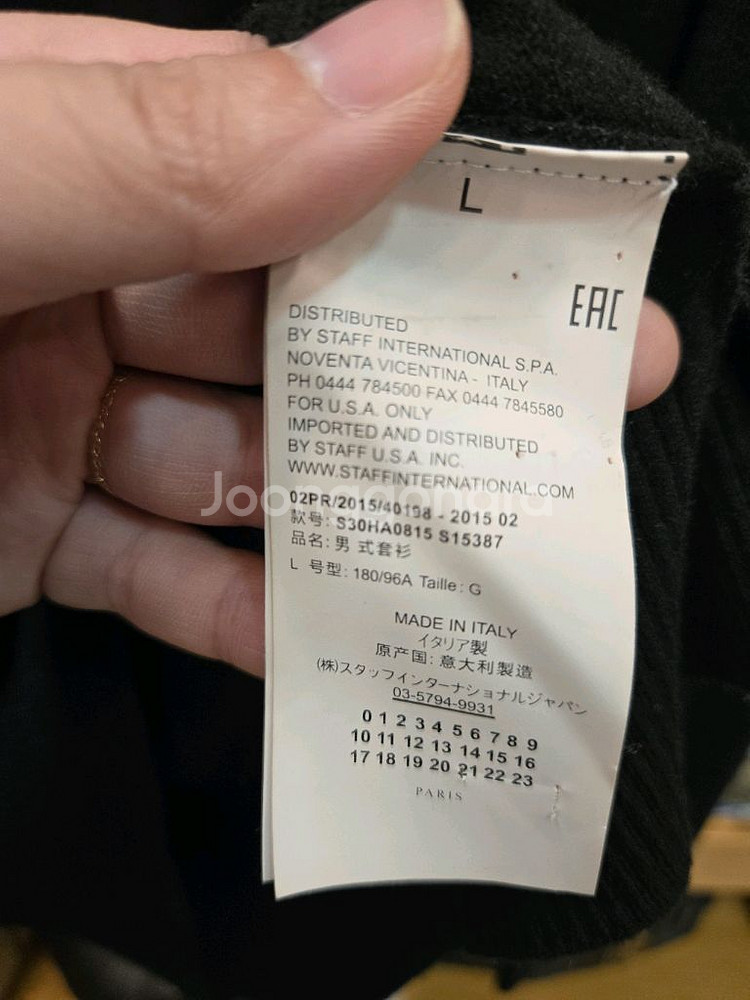 L
EAC
DISTRIBUTED
BY STAFF INTERNATIONAL S.P.A.
NOVENTA VICENTINA - ITALY
PH 0444 784500 FAX 0444 7845580
FOR U.S.A. ONLY
IMPORTED AND DISTRIBUTED
BY STAFF U.S.A. INC.
WWW.STAFFINTERNATIONAL.COM
Joongonara
02PR/2015/40198 - 2015 02
款号: S30HA0815 S15387
品名: 男 式套衫
L 号型: 180/96A Taille: G
MADE IN ITALY
イタリア製
原产国: 意大利製造
(株)スタッフインターナショナルジャパン
03-5794-9931
0 1 2 3 4 5 6 7 8 9
10 11 12 13 14 15 16
17 18 19 20 21 22 23
PARIS